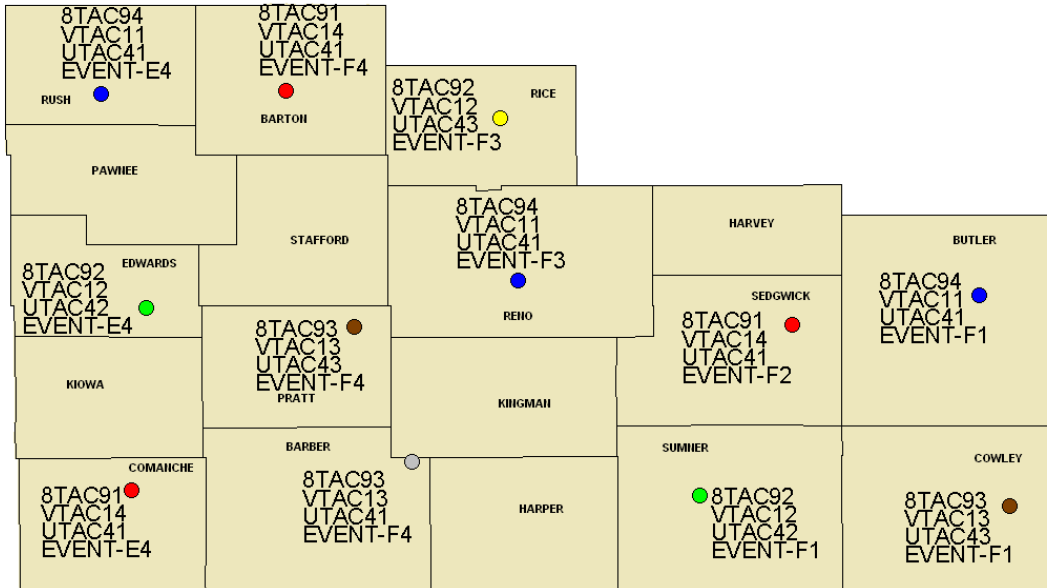 8TAC94
VTAC11
UTAC41
EVENT-E4
RUSH
8TAC91
VTAC14
UTAC41
EVENT-F4
BARTON
8TAC92
VTAC12
UTAC43
EVENT-F3
RICE
PAWNEE
STAFFORD
8TAC94
VTAC11
UTAC41
EVENT-F3
RENO
HARVEY
BUTLER
8TAC94
VTAC11
UTAC41
EVENT-F1
EDWARDS
8TAC92
VTAC12
UTAC42
EVENT-E4
8TAC93
VTAC13
UTAC43
EVENT-F4
PRATT
SEDGWICK
8TAC91
VTAC14
UTAC41
EVENT-F2
KIOWA
KINGMAN
COMANCHE
8TAC91
VTAC14
UTAC41
EVENT-E4
BARBER
8TAC93
VTAC13
UTAC41
EVENT-F4
HARPER
SUMNER
8TAC92
VTAC12
UTAC42
EVENT-F1
COWLEY
8TAC93
VTAC13
UTAC43
EVENT-F1